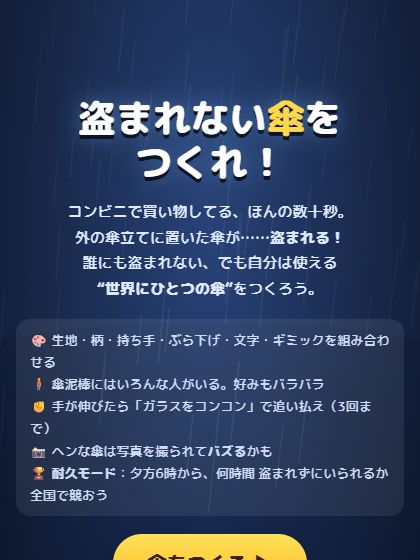 盗まれない傘を
つくれ！
コンビニで買い物してる、ほんの数十秒。
外の傘立てに置いた傘が……盗まれる！
誰にも盗まれない、でも自分は使える
“世界にひとつの傘”をつくろう。
生地・柄・持ち手・ぶら下げ・文字・ギミックを組み合わ
せる
傘泥棒にはいろんな人がいる。好みもバラバラ
手が伸びたら「ガラスをコンコン」で追い払え（3回ま
で）
ヘンな傘は写真を撮られてバズるかも
耐久モード：夕方6時から、何時間 盗まれずにいられるか
全国で競おう